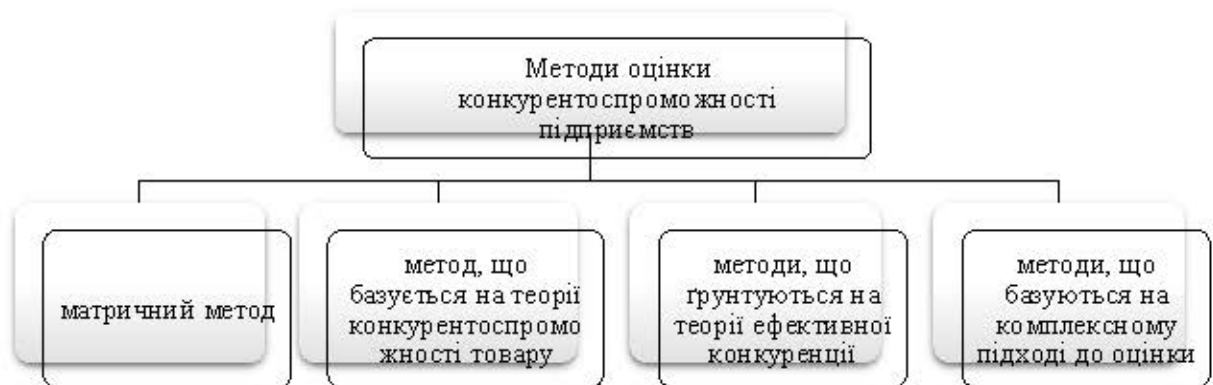 Методи оцінки
конкурентоспроможності
підприємств
матричний метод
метод, що
базується на теорії
конкурентоспромо
жності товару
методи, що
ґрунтуються на
теорії ефективної
конкуренції
методи, що
базуються на
комплексному
підході до оцінки